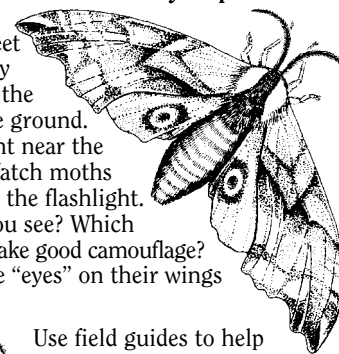 eet
y
the
e ground.
nt near the
Watch moths
the flashlight.
ou see? Which
ake good camouflage?
e “eyes” on their wings
Use field guides to help